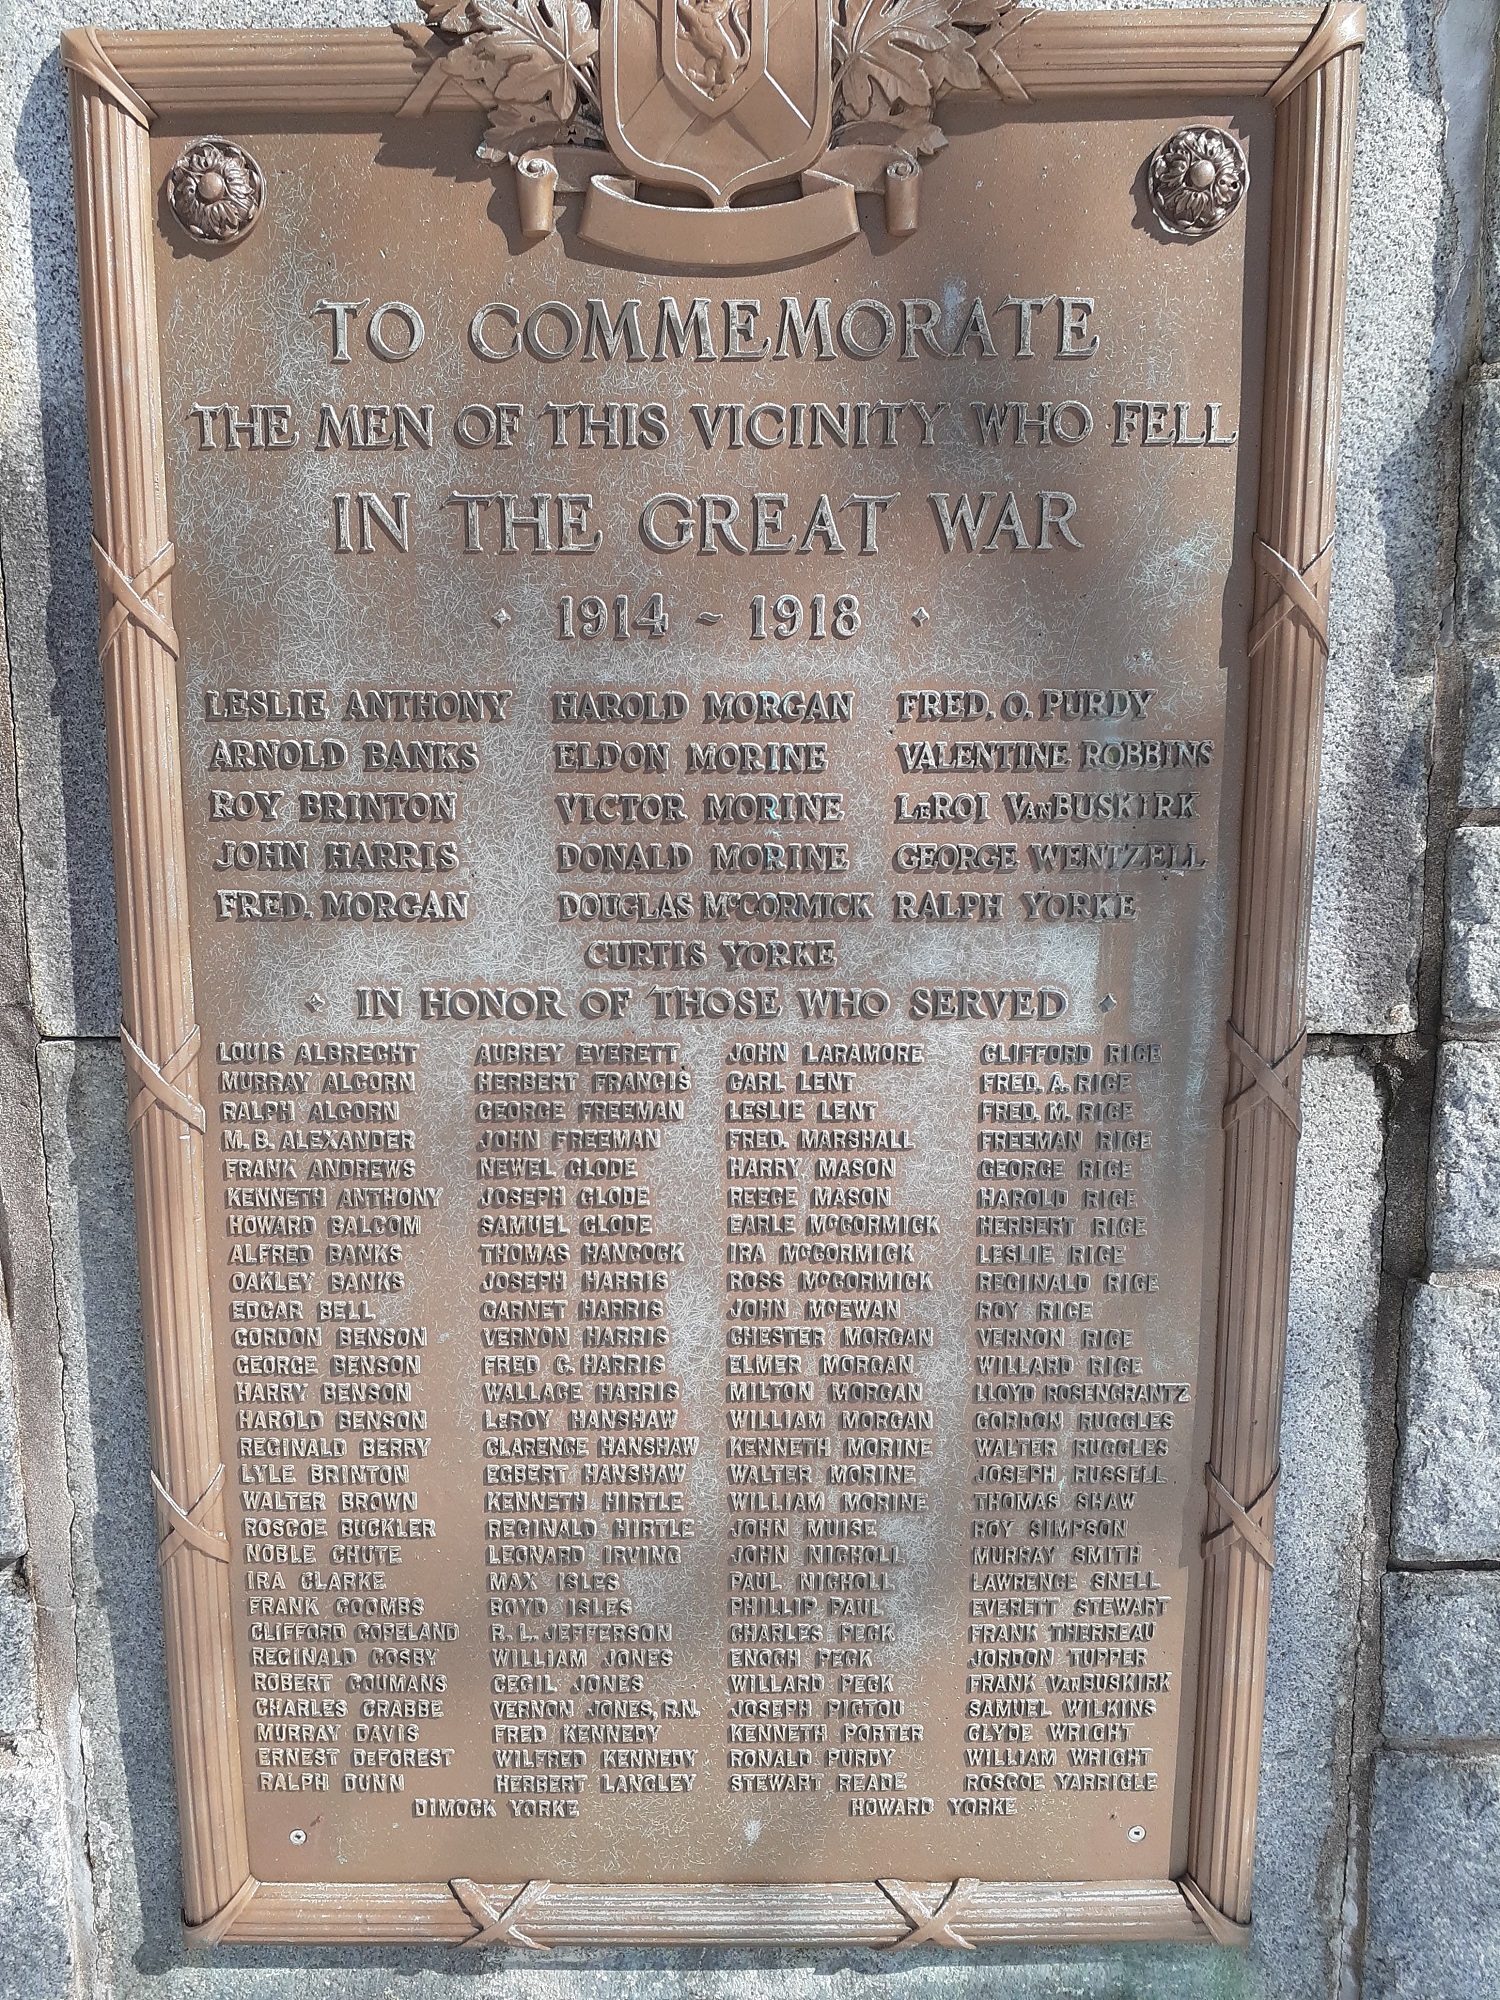 TO COMMEMORATE
THE MEN OF THIS VICINITY WHO FELL
IN THE GREAT WAR
1914 ~ 1918
LESLIE ANTHONY HAROLD MORGAN FRED. O. PURDY
ARNOLD BANKS ELDON MORINE VALENTINE ROBBINS
ROY BRINTON VICTOR MORINE LeROI VanBUSKIRK
JOHN HARRIS DONALD MORINE GEORGE WENTZELL
FRED. MORGAN DOUGLAS McCORMICK RALPH YORKE
CURTIS YORKE
IN HONOR OF THOSE WHO SERVED
LOUIS ALBRECHT AUBREY EVERETT JOHN LARAMORE CLIFFORD RICE
MURRAY ALCORN HERBERT FRANCIS CARL LENT FRED. A. RICE
RALPH ALCORN GEORGE FREEMAN LESLIE LENT FRED. M. RICE
M. B. ALEXANDER JOHN FREEMAN FRED. MARSHALL FREEMAN RICE
FRANK ANDREWS NEWEL CLODE HARRY MASON GEORGE RICE
KENNETH ANTHONY JOSEPH CLODE REECE MASON HAROLD RICE
HOWARD BALCOM SAMUEL CLODE EARLE McCORMICK HERBERT RICE
ALFRED BANKS THOMAS HANCOCK IRA McCORMICK LESLIE RICE
OAKLEY BANKS JOSEPH HARRIS ROSS McCORMICK REGINALD RICE
EDGAR BELL GARNET HARRIS JOHN McEWAN ROY RICE
GORDON BENSON VERNON HARRIS CHESTER MORGAN VERNON RICE
GEORGE BENSON FRED G. HARRIS ELMER MORGAN WILLARD RICE
HARRY BENSON WALLACE HARRIS MILTON MORGAN LLOYD ROSENGRANTZ
HAROLD BENSON LeROY HANSHAW WILLIAM MORGAN GORDON RUGGLES
REGINALD BERRY CLARENCE HANSHAW KENNETH MORINE WALTER RUGGLES
LYLE BRINTON EGBERT HANSHAW WALTER MORINE JOSEPH RUSSELL
WALTER BROWN KENNETH HIRTLE WILLIAM MORINE THOMAS SHAW
ROSCOE BUCKLER REGINALD HIRTLE JOHN MUISE ROY SIMPSON
NOBLE CHUTE LEONARD IRVING JOHN NICHOLL MURRAY SMITH
IRA CLARKE MAX ISLES PAUL NICHOLL LAWRENCE SNELL
FRANK COOMBS BOYD ISLES PHILLIP PAUL EVERETT STEWART
CLIFFORD COPELAND R. L. JEFFERSON CHARLES PECK FRANK THERREAU
REGINALD COSBY WILLIAM JONES ENOCH PECK JORDON TUPPER
ROBERT COUMANS CECIL JONES WILLARD PECK FRANK VanBUSKIRK
CHARLES CRABBE VERNON JONES, R.N. JOSEPH PICTOU SAMUEL WILKINS
MURRAY DAVIS FRED KENNEDY KENNETH PORTER CLYDE WRIGHT
ERNEST DeFOREST WILFRED KENNEDY RONALD PURDY WILLIAM WRIGHT
RALPH DUNN HERBERT LANGLEY STEWART READE ROSCOE YARRIGLE
DIMOCK YORKE HOWARD YORKE